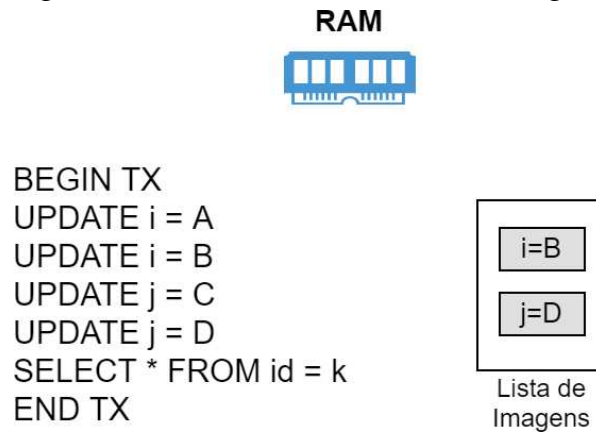 RAM
BEGIN TX
UPDATE i = A
UPDATE i = B
UPDATE j = C
UPDATE j = D
SELECT * FROM id = k
END TX
i=B
j=D
Lista de
Imagens